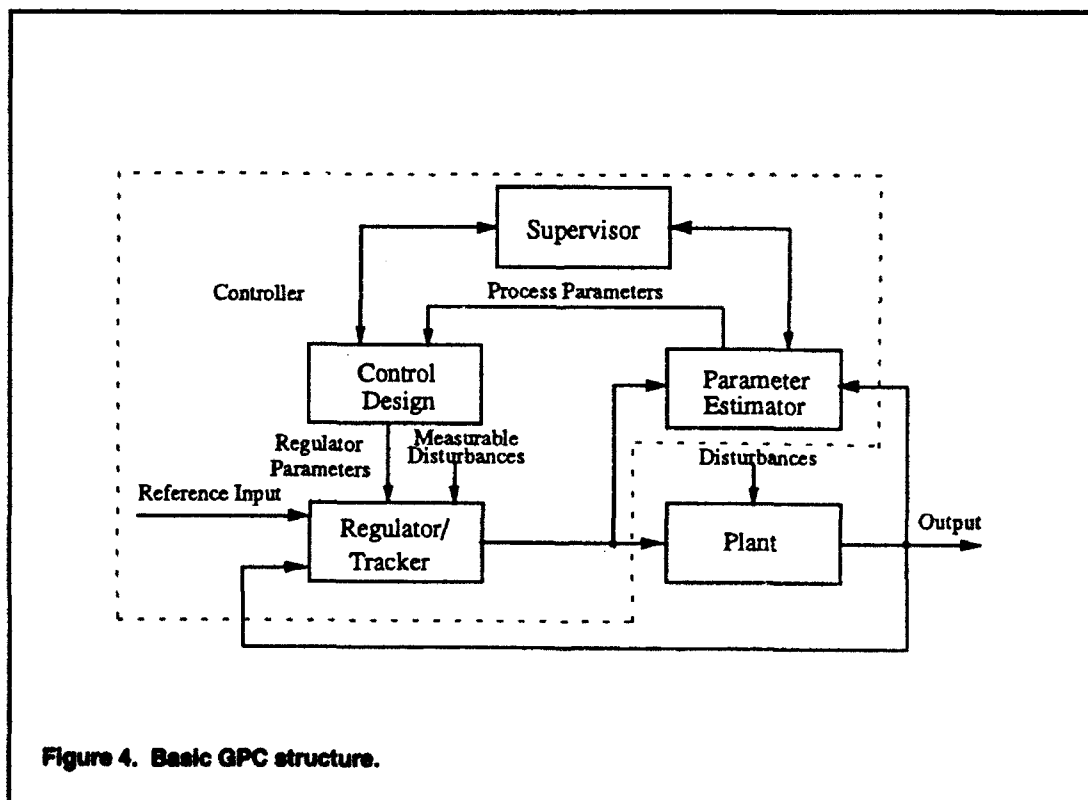 Supervisor
Controller
Process Parameters
Control
Design
Parameter
Estimator
Regulator
Parameters
Measurable
Disturbances
Disturbances
Reference Input
Regulator/
Tracker
Plant
Output
Figure 4. Basic GPC structure.